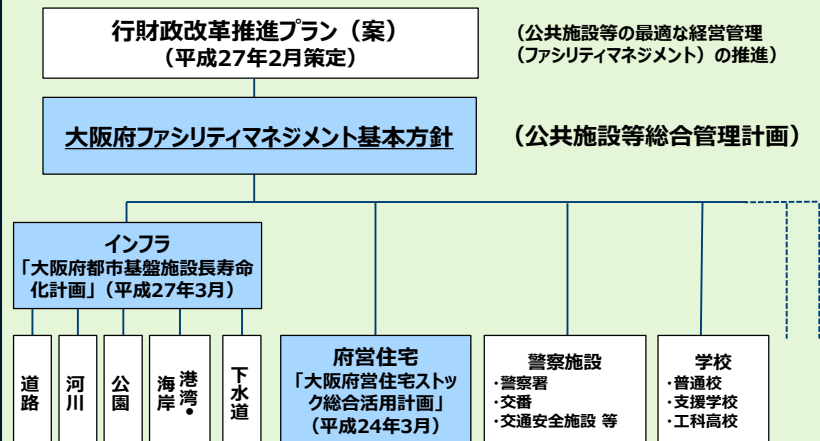 行財政改革推進プラン（案）
（平成27年2月策定）
（公共施設等の最適な経営管理
（ファシリティマネジメント）の推進）
大阪府ファシリティマネジメント基本方針
（公共施設等総合管理計画）
インフラ
「大阪府都市基盤施設長寿命
化計画」（平成27年3月）
道路
河川
公園
港湾・
海岸
下水道
府営住宅
「大阪府営住宅ストッ
ク総合活用計画」
（平成24年3月）
警察施設
・警察署
・交番
・交通安全施設 等
学校
・普通校
・支援学校
・工科高校